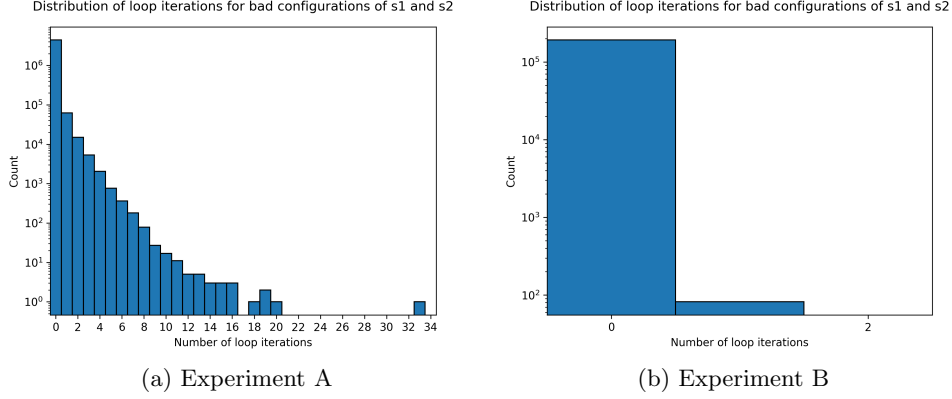 Distribution of loop iterations for bad configurations of s1 and s2
Count
10^6
10^5
10^4
10^3
10^2
10^1
10^0
0 2 4 6 8 10 12 14 16 18 20 22 24 26 28 30 32 34
Number of loop iterations
(a) Experiment A
Distribution of loop iterations for bad configurations of s1 and s2
Count
10^5
10^4
10^3
10^2
0 2
Number of loop iterations
(b) Experiment B